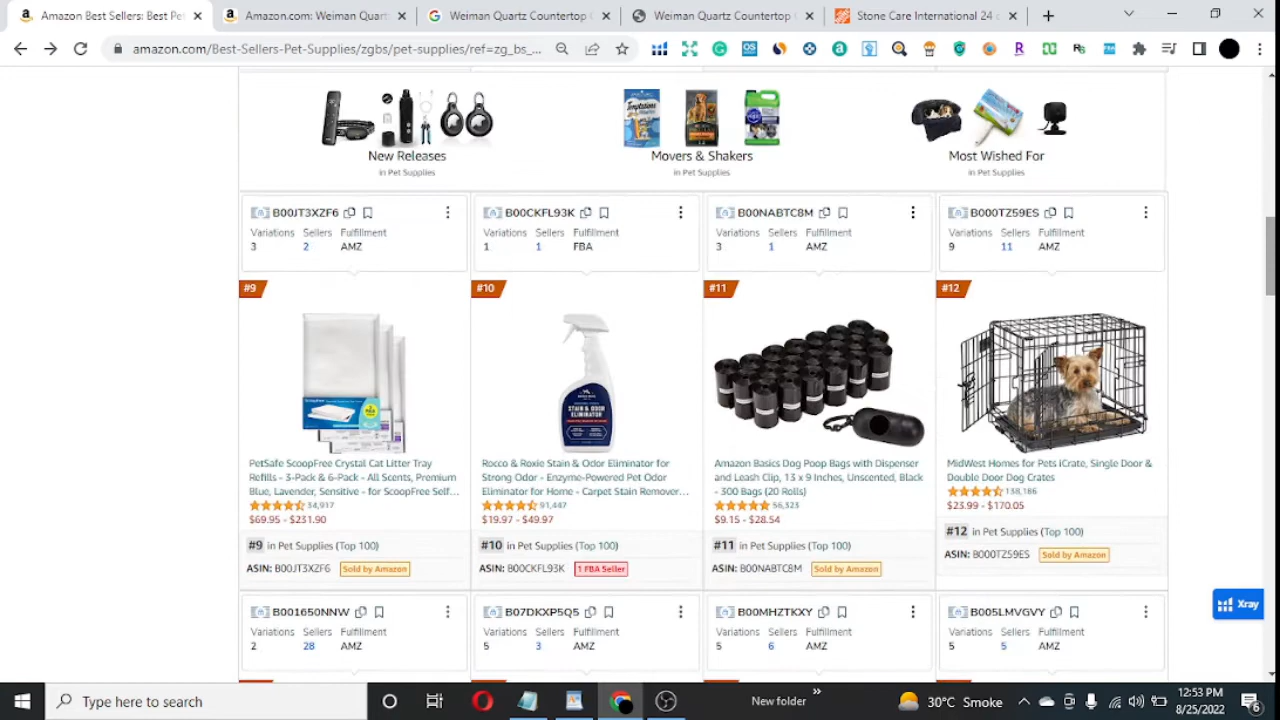 Amazon Best Sellers: Best Pet
Amazon.com: Weiman Quartz
Weiman Quartz Countertop
Weiman Quartz Countertop
Stone Care International 24
amazon.com/Best-Sellers-Pet-Supplies/zgbs/pet-supplies/ref=zg_bs_...
New Releases
in Pet Supplies
Movers & Shakers
in Pet Supplies
Most Wished For
in Pet Supplies
B00JT3XZF6
Variations Sellers Fulfillment
3 2 AMZ
B00CKFL93K
Variations Sellers Fulfillment
1 1 FBA
B00NABTC8M
Variations Sellers Fulfillment
3 1 AMZ
B000TZ59ES
Variations Sellers Fulfillment
9 11 AMZ
#9
PetSafe ScoopFree Crystal Cat Litter Tray
Refills - 3-Pack & 6-Pack - All Scents, Premium
Blue, Lavender, Sensitive - for ScoopFree Self...
34,917
$69.95 - $231.90
#9 in Pet Supplies (Top 100)
ASIN: B00JT3XZF6 Sold by Amazon
#10
STAIN & ODOR
ELIMINATOR
Rocco & Roxie Stain & Odor Eliminator for
Strong Odor - Enzyme-Powered Pet Odor
Eliminator for Home - Carpet Stain Remover...
91,447
$19.97 - $49.97
#10 in Pet Supplies (Top 100)
ASIN: B00CKFL93K 1 FBA Seller
#11
Amazon Basics Dog Poop Bags with Dispenser
and Leash Clip, 13 x 9 Inches, Unscented, Black
- 300 Bags (20 Rolls)
56,323
$9.15 - $28.54
#11 in Pet Supplies (Top 100)
ASIN: B00NABTC8M Sold by Amazon
#12
MidWest Homes for Pets iCrate, Single Door &
Double Door Dog Crates
138,186
$23.99 - $170.05
#12 in Pet Supplies (Top 100)
ASIN: B000TZ59ES Sold by Amazon
Xray
B001650NNW
Variations Sellers Fulfillment
2 28 AMZ
B07DKXP5Q5
Variations Sellers Fulfillment
5 3 AMZ
B00MHZTKXY
Variations Sellers Fulfillment
5 6 AMZ
B005LMVGVY
Variations Sellers Fulfillment
5 5 AMZ
Type here to search
New folder
30°C Smoke
12:53 PM
8/25/2022
6